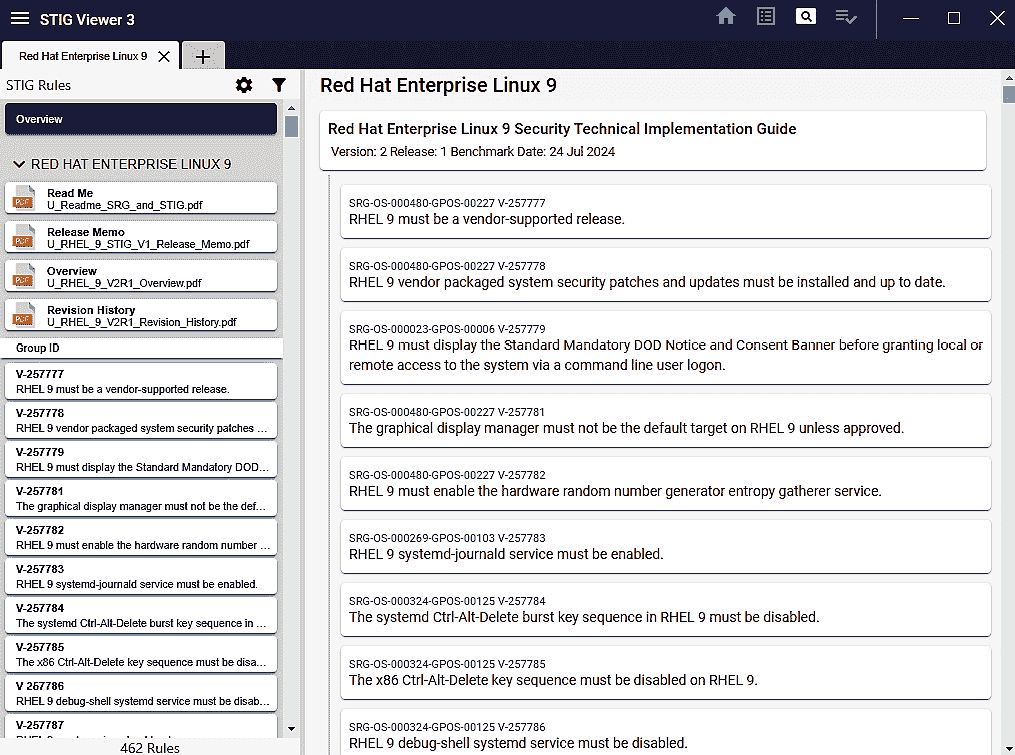 STIG Viewer 3
Red Hat Enterprise Linux 9
STIG Rules
Overview
RED HAT ENTERPRISE LINUX 9
Read Me
U_Readme_SRG_and_STIG.pdf
Release Memo
U_RHEL_9_STIG_V1_Release_Memo.pdf
Overview
U_RHEL_9_V2R1_Overview.pdf
Revision History
U_RHEL_9_V2R1_Revision_History.pdf
Group ID
V-257777
RHEL 9 must be a vendor-supported release.
V-257778
RHEL 9 vendor packaged system security patches ...
V-257779
RHEL 9 must display the Standard Mandatory DOD...
V-257781
The graphical display manager must not be the def...
V-257782
RHEL 9 must enable the hardware random number ...
V-257783
RHEL 9 systemd-journald service must be enabled.
V-257784
The systemd Ctrl-Alt-Delete burst key sequence in ...
V-257785
The x86 Ctrl-Alt-Delete key sequence must be disa...
V-257786
RHEL 9 debug-shell systemd service must be disab...
V-257787
462 Rules
Red Hat Enterprise Linux 9
Red Hat Enterprise Linux 9 Security Technical Implementation Guide
Version: 2 Release: 1 Benchmark Date: 24 Jul 2024
SRG-OS-000480-GPOS-00227 V-257777
RHEL 9 must be a vendor-supported release.
SRG-OS-000480-GPOS-00227 V-257778
RHEL 9 vendor packaged system security patches and updates must be installed and up to date.
SRG-OS-000023-GPOS-00006 V-257779
RHEL 9 must display the Standard Mandatory DOD Notice and Consent Banner before granting local or
remote access to the system via a command line user logon.
SRG-OS-000480-GPOS-00227 V-257781
The graphical display manager must not be the default target on RHEL 9 unless approved.
SRG-OS-000480-GPOS-00227 V-257782
RHEL 9 must enable the hardware random number generator entropy gatherer service.
SRG-OS-000269-GPOS-00103 V-257783
RHEL 9 systemd-journald service must be enabled.
SRG-OS-000324-GPOS-00125 V-257784
The systemd Ctrl-Alt-Delete burst key sequence in RHEL 9 must be disabled.
SRG-OS-000324-GPOS-00125 V-257785
The x86 Ctrl-Alt-Delete key sequence must be disabled on RHEL 9.
SRG-OS-000324-GPOS-00125 V-257786
RHEL 9 debug-shell systemd service must be disabled.